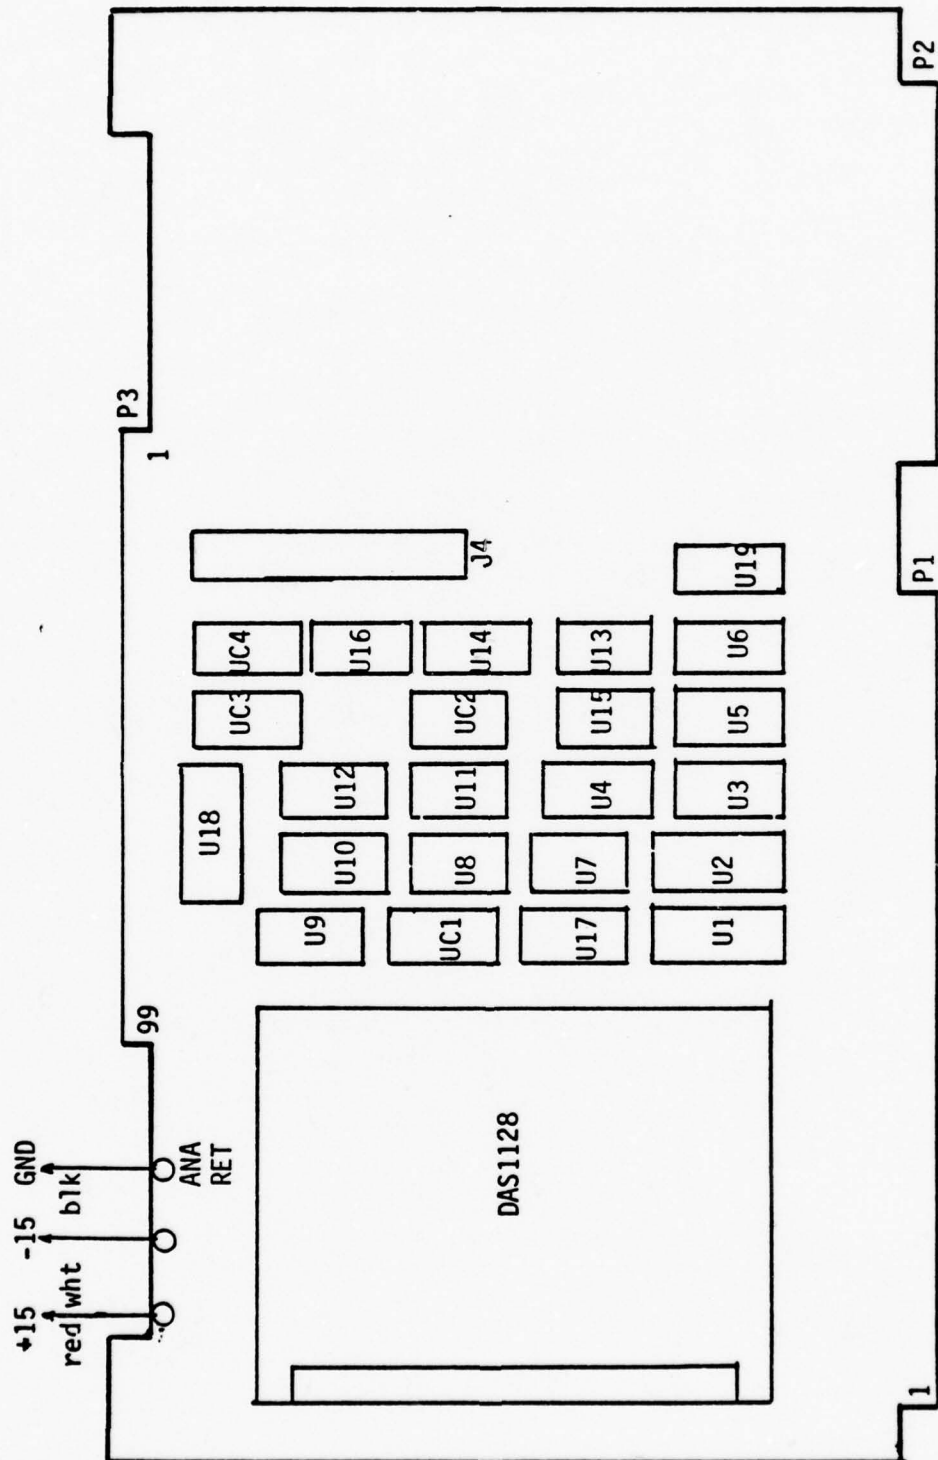 +15
-15
GND
red
wht
blk
ANA
RET
99
1
P3
U18
UC3
UC4
J4
U9
U10
U12
U16
UC1
U8
U11
UC2
U14
U17
U7
U4
U15
U13
U1
U2
U3
U5
U6
U19
DAS1128
1
P1
P2